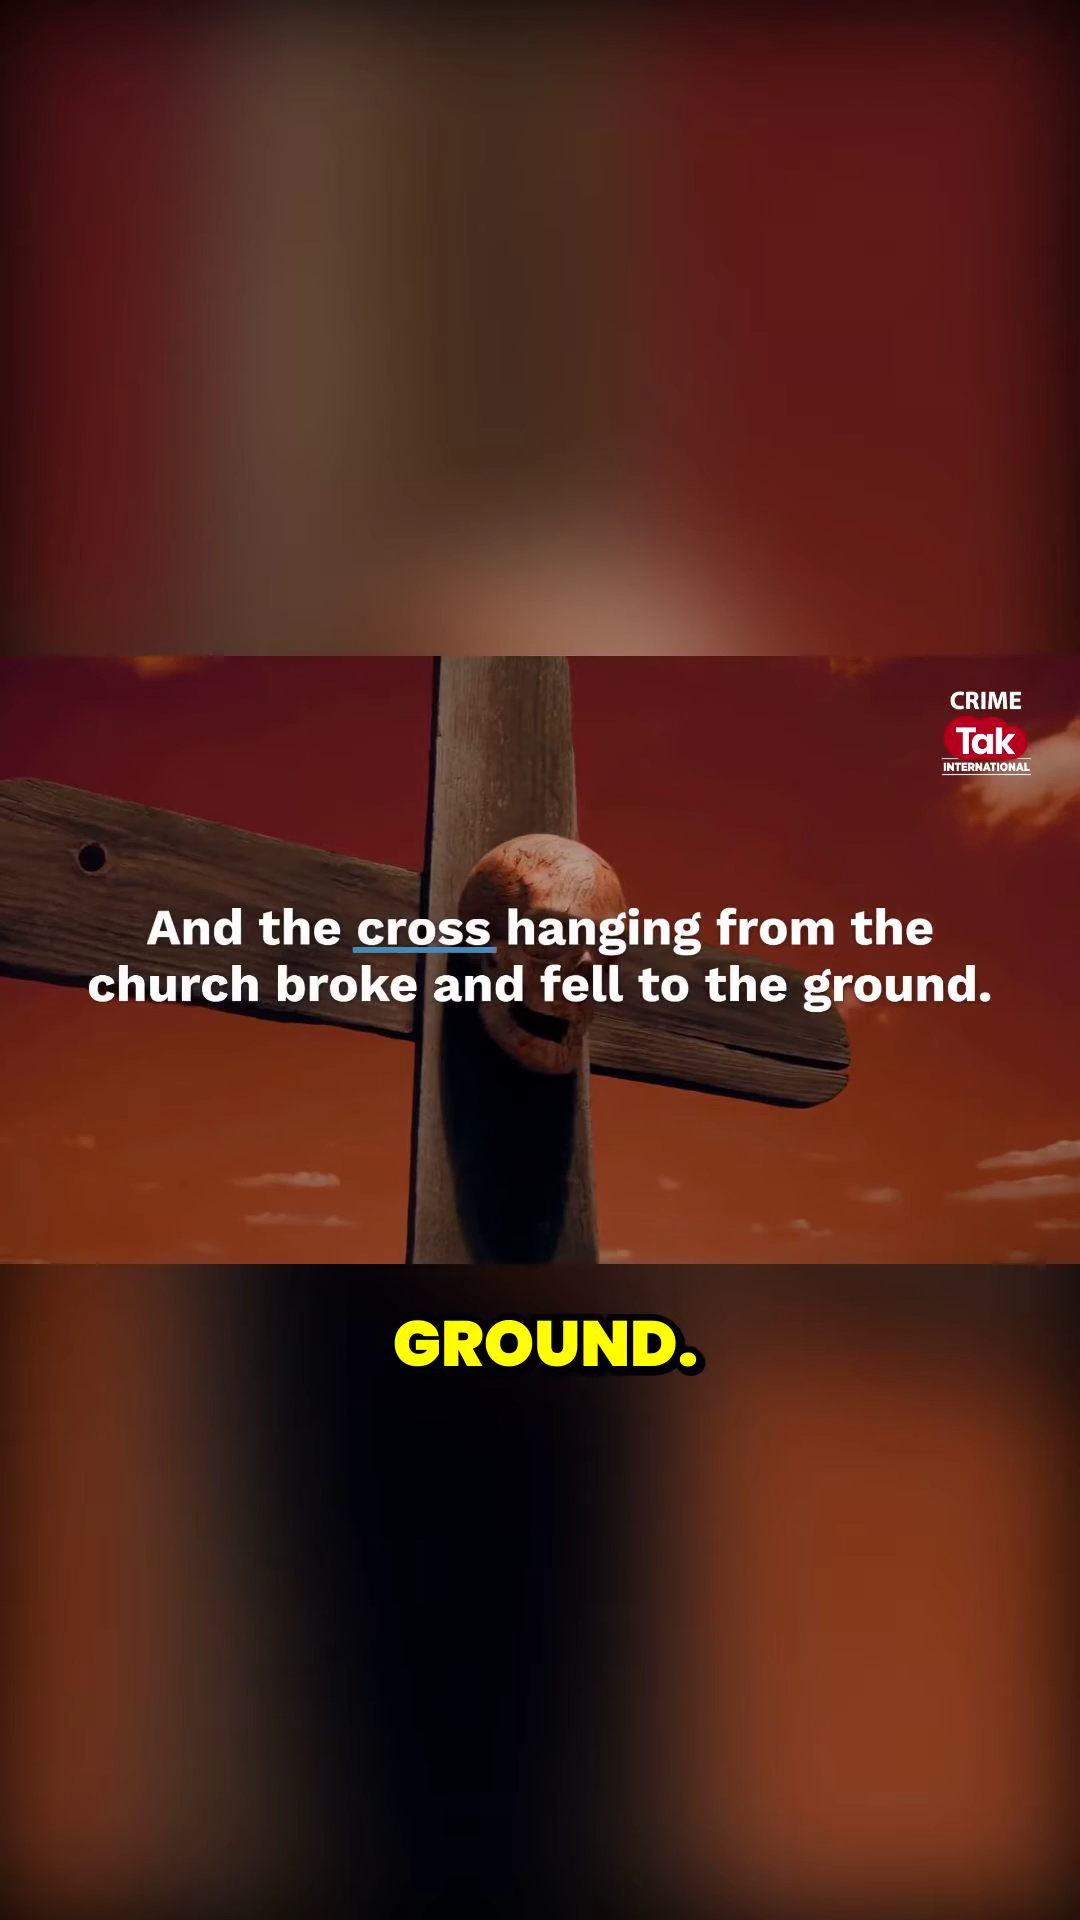 CRIME
Tak
INTERNATIONAL
And the cross hanging from the
church broke and fell to the ground.
GROUND.